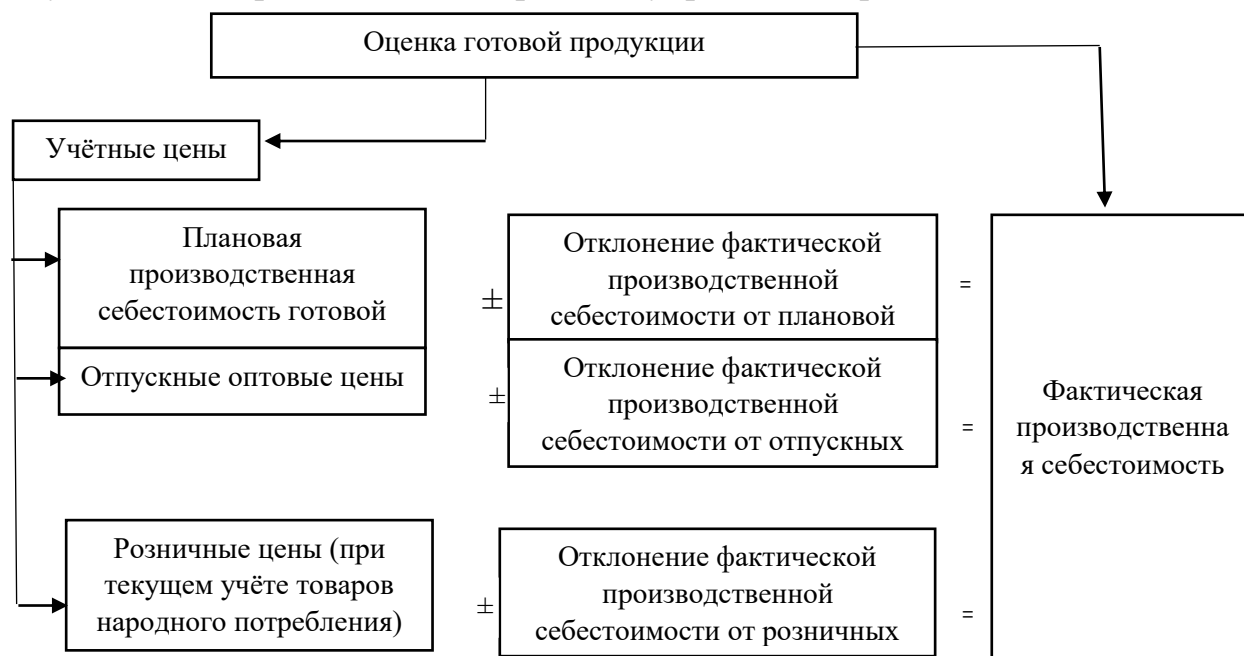 Оценка готовой продукции
Учётные цены
Плановая
производственная
себестоимость готовой
±
Отклонение фактической
производственной
себестоимости от плановой
=
Отпускные оптовые цены
±
Отклонение фактической
производственной
себестоимости от отпускных
=
Розничные цены (при
текущем учёте товаров
народного потребления)
±
Отклонение фактической
производственной
себестоимости от розничных
=
Фактическая
производственна
я себестоимость